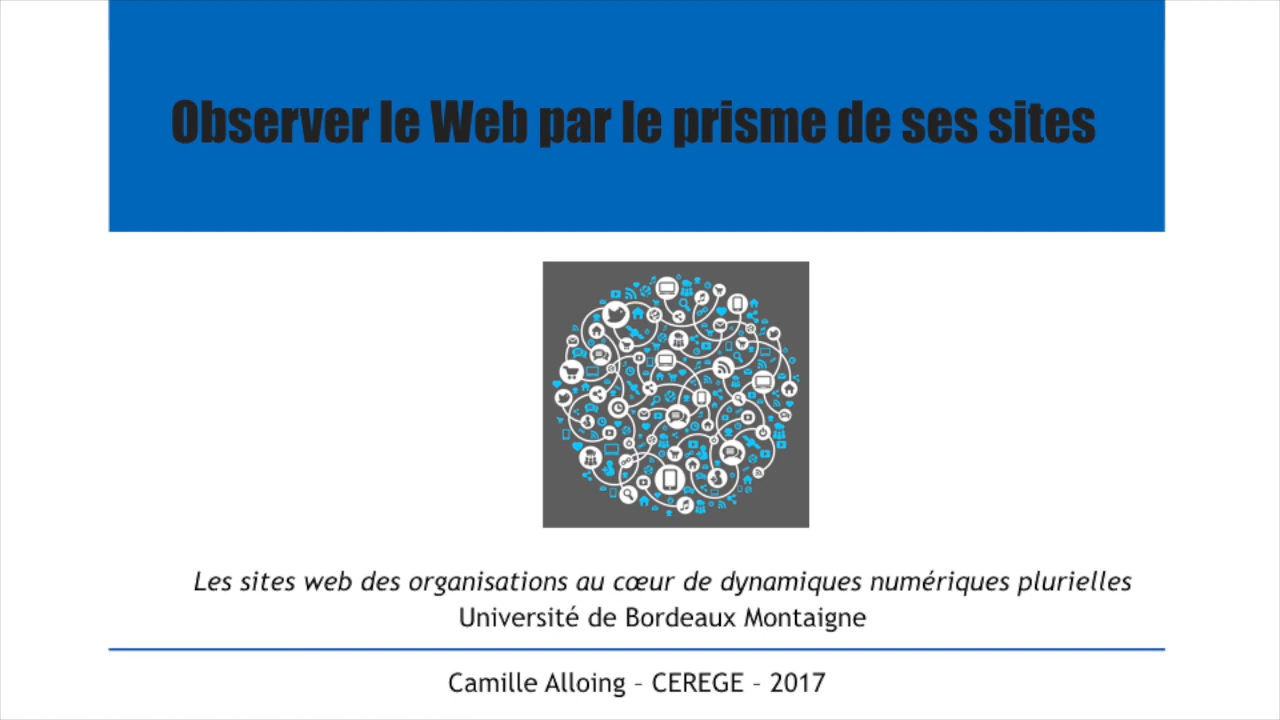 Observer le Web par le prisme de ses sites
Les sites web des organisations au cœur de dynamiques numériques plurielles
Université de Bordeaux Montaigne
Camille Alloing – CEREGE – 2017